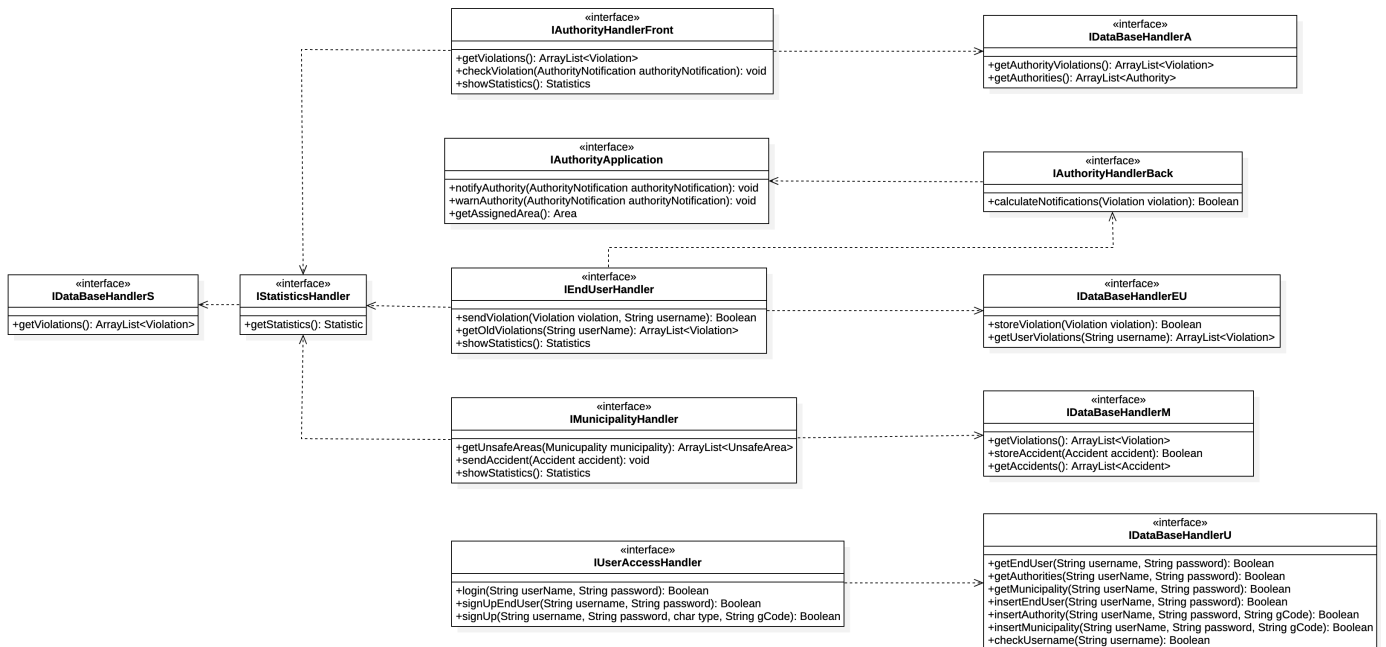 «interface»
IAuthorityHandlerFront
+getViolations(): ArrayList<Violation>
+checkViolation(AuthorityNotification authorityNotification): void
+showStatistics(): Statistics
«interface»
IDataBaseHandlerA
+getAuthorityViolations(): ArrayList<Violation>
+getAuthorities(): ArrayList<Authority>
«interface»
IAuthorityApplication
+notifyAuthority(AuthorityNotification authorityNotification): void
+warnAuthority(AuthorityNotification authorityNotification): void
+getAssignedArea(): Area
«interface»
IAuthorityHandlerBack
+calculateNotifications(Violation violation): Boolean
«interface»
IDataBaseHandlerS
+getViolations(): ArrayList<Violation>
«interface»
IStatisticsHandler
+getStatistics(): Statistic
«interface»
IEndUserHandler
+sendViolation(Violation violation, String username): Boolean
+getOldViolations(String userName): ArrayList<Violation>
+showStatistics(): Statistics
«interface»
IDataBaseHandlerEU
+storeViolation(Violation violation): Boolean
+getUserViolations(String username): ArrayList<Violation>
«interface»
IMunicipalityHandler
+getUnsafeAreas(Municupality municipality): ArrayList<UnsafeArea>
+sendAccident(Accident accident): void
+showStatistics(): Statistics
«interface»
IDataBaseHandlerM
+getViolations(): ArrayList<Violation>
+storeAccident(Accident accident): Boolean
+getAccidents(): ArrayList<Accident>
«interface»
IUserAccessHandler
+login(String userName, String password): Boolean
+signUpEndUser(String username, String password): Boolean
+signUp(String username, String password, char type, String gCode): Boolean
«interface»
IDataBaseHandlerU
+getEndUser(String username, String password): Boolean
+getAuthorities(String userName, String password): Boolean
+getMunicipality(String userName, String password): Boolean
+insertEndUser(String userName, String password): Boolean
+insertAuthority(String userName, String password, String gCode): Boolean
+insertMunicipality(String userName, String password, String gCode): Boolean
+checkUsername(String username): Boolean